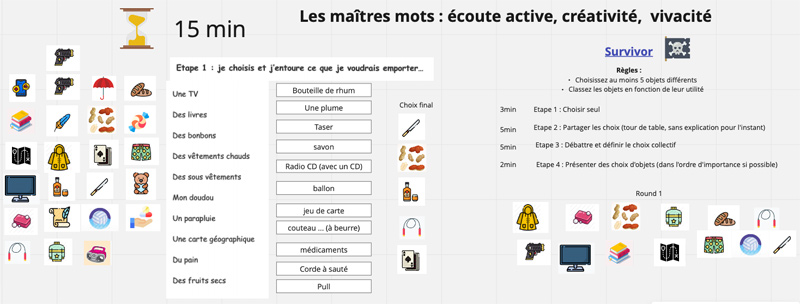 Les maîtres mots : écoute active, créativité, vivacité
15 min
Etape 1 : je choisis et j'entoure ce que je voudrais emporter…
Une TV
Des livres
Des bonbons
Des vêtements chauds
Des sous vêtements
Mon doudou
Un parapluie
Une carte géographique
Du pain
Des fruits secs
Bouteille de rhum
Une plume
Taser
savon
Radio CD (avec un CD)
ballon
jeu de carte
couteau ... (à beurre)
médicaments
Corde à sauté
Pull
Choix final
Survivor
Règles :
• Choisissez au moins 5 objets différents
• Classez les objets en fonction de leur utilité
3min Etape 1 : Choisir seul
5min Etape 2 : Partager les choix (tour de table, sans explication pour l'instant)
5min Etape 3 : Débattre et définir le choix collectif
2min Etape 4 : Présenter des choix d'objets (dans l'ordre d'importance si possible)
Round 1